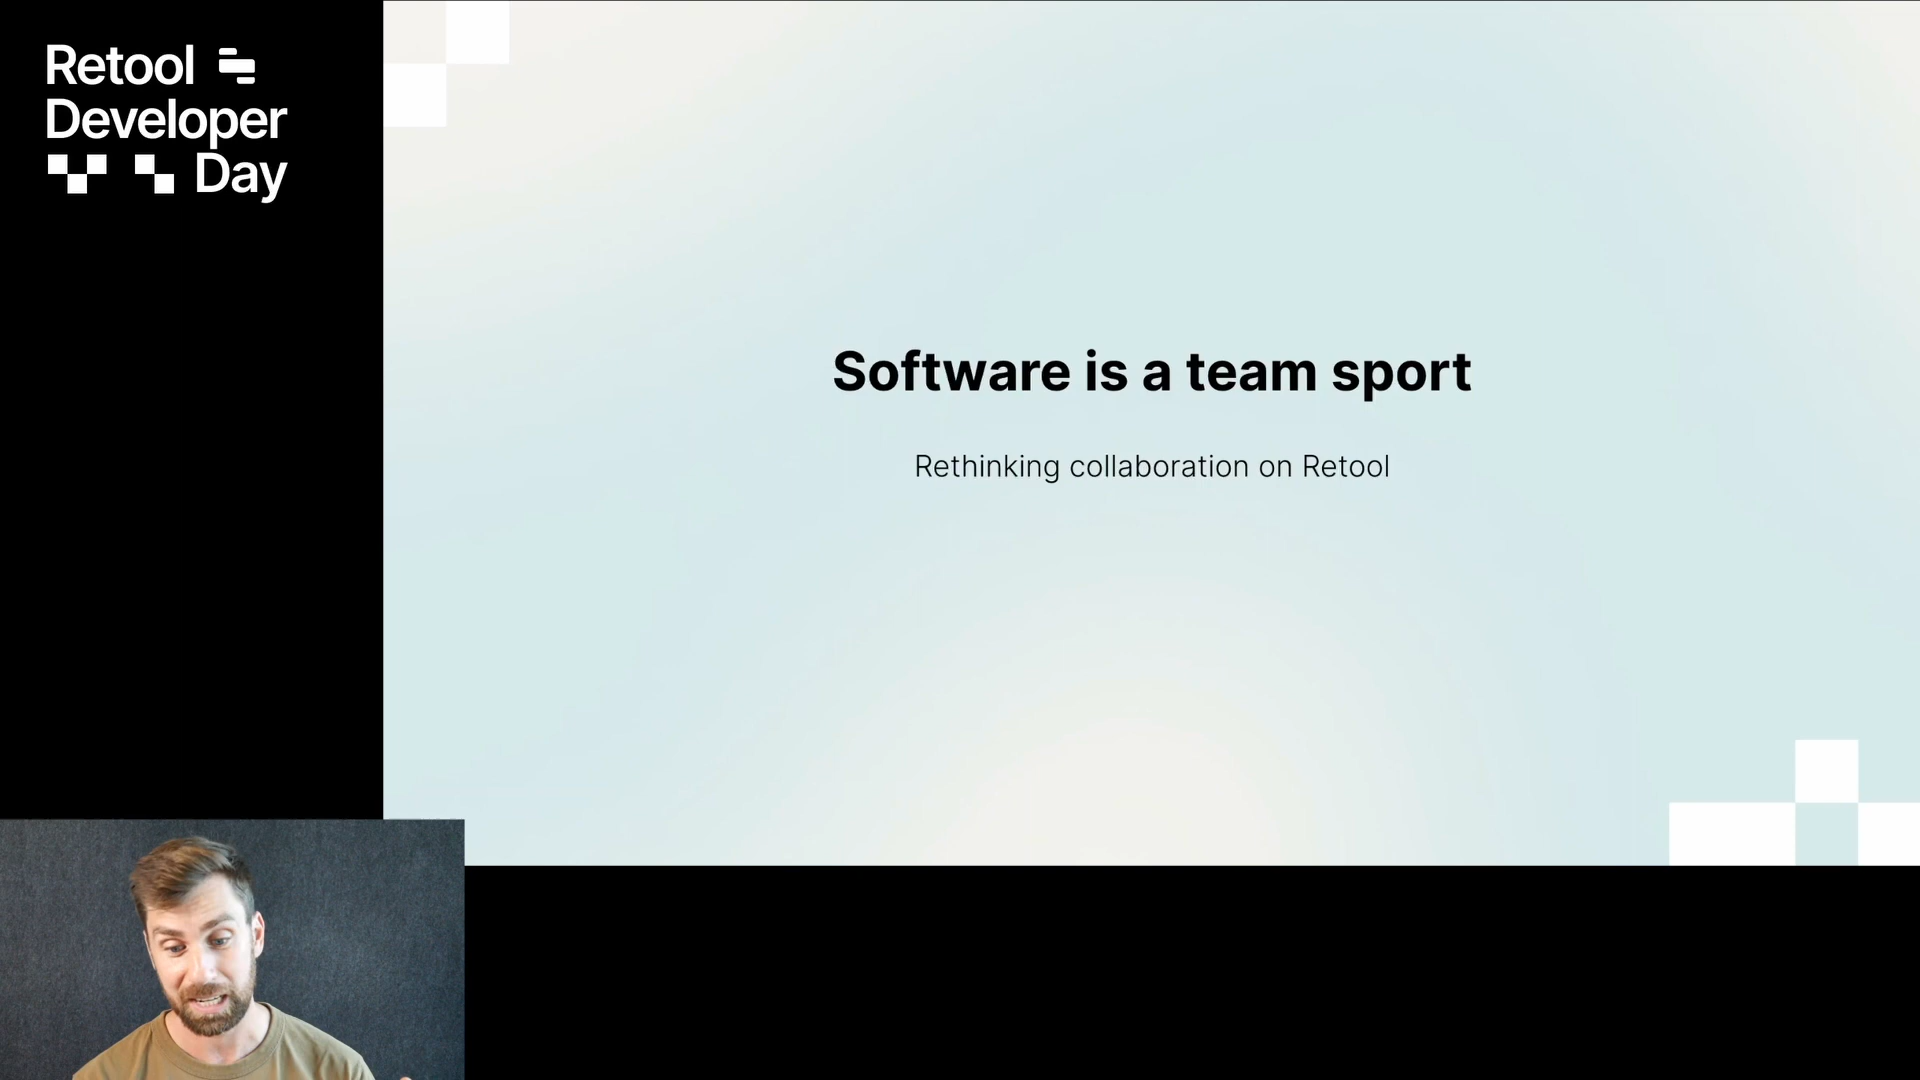 Retool
Developer
Day
Software is a team sport
Rethinking collaboration on Retool